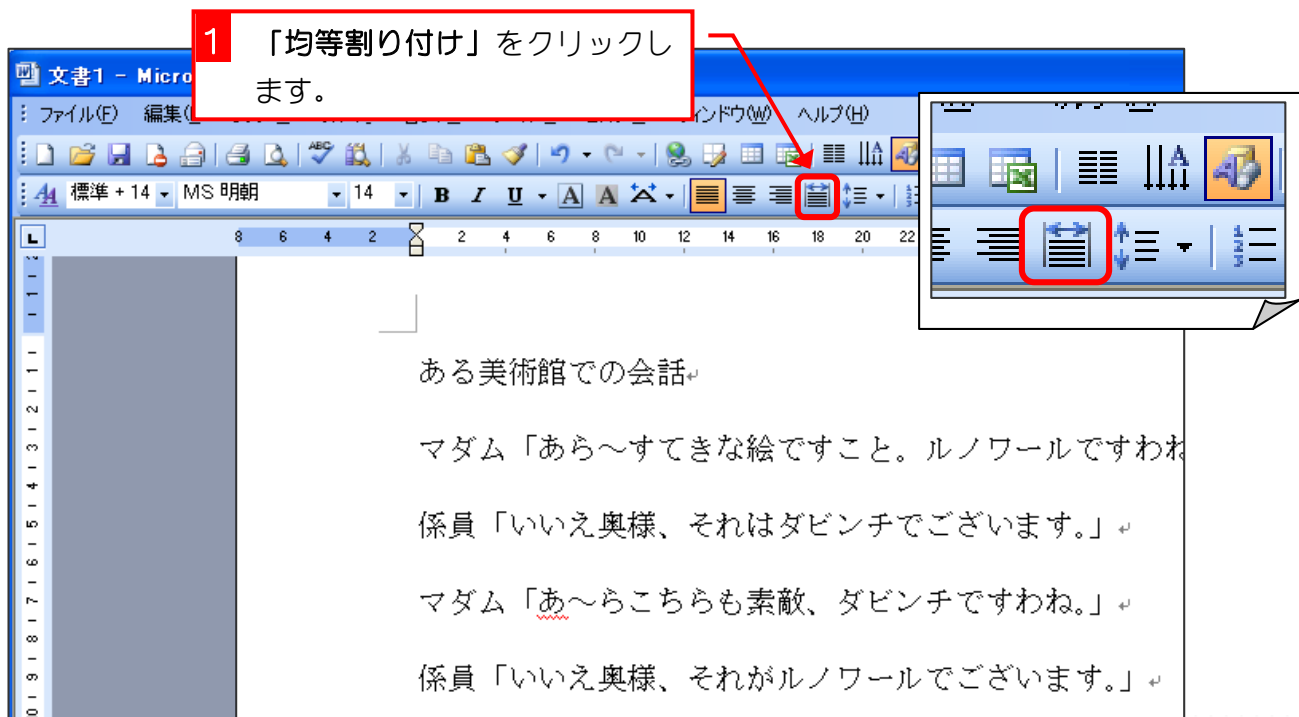 1 「均等割り付け」をクリックし
ます。
文書1 - Micro
ファイル(F) 編集( ィンドウ(W) ヘルプ(H)
標準 + 14 MS 明朝 14 B I U A A
L 8 6 4 2 2 4 6 8 10 12 14 16 18 20 22
ある美術館での会話
マダム「あら～すてきな絵ですこと。ルノワールですわね
係員「いいえ奥様、それはダビンチでございます。」
マダム「あ～らこちらも素敵、ダビンチですわね。」
係員「いいえ奥様、それがルノワールでございます。」